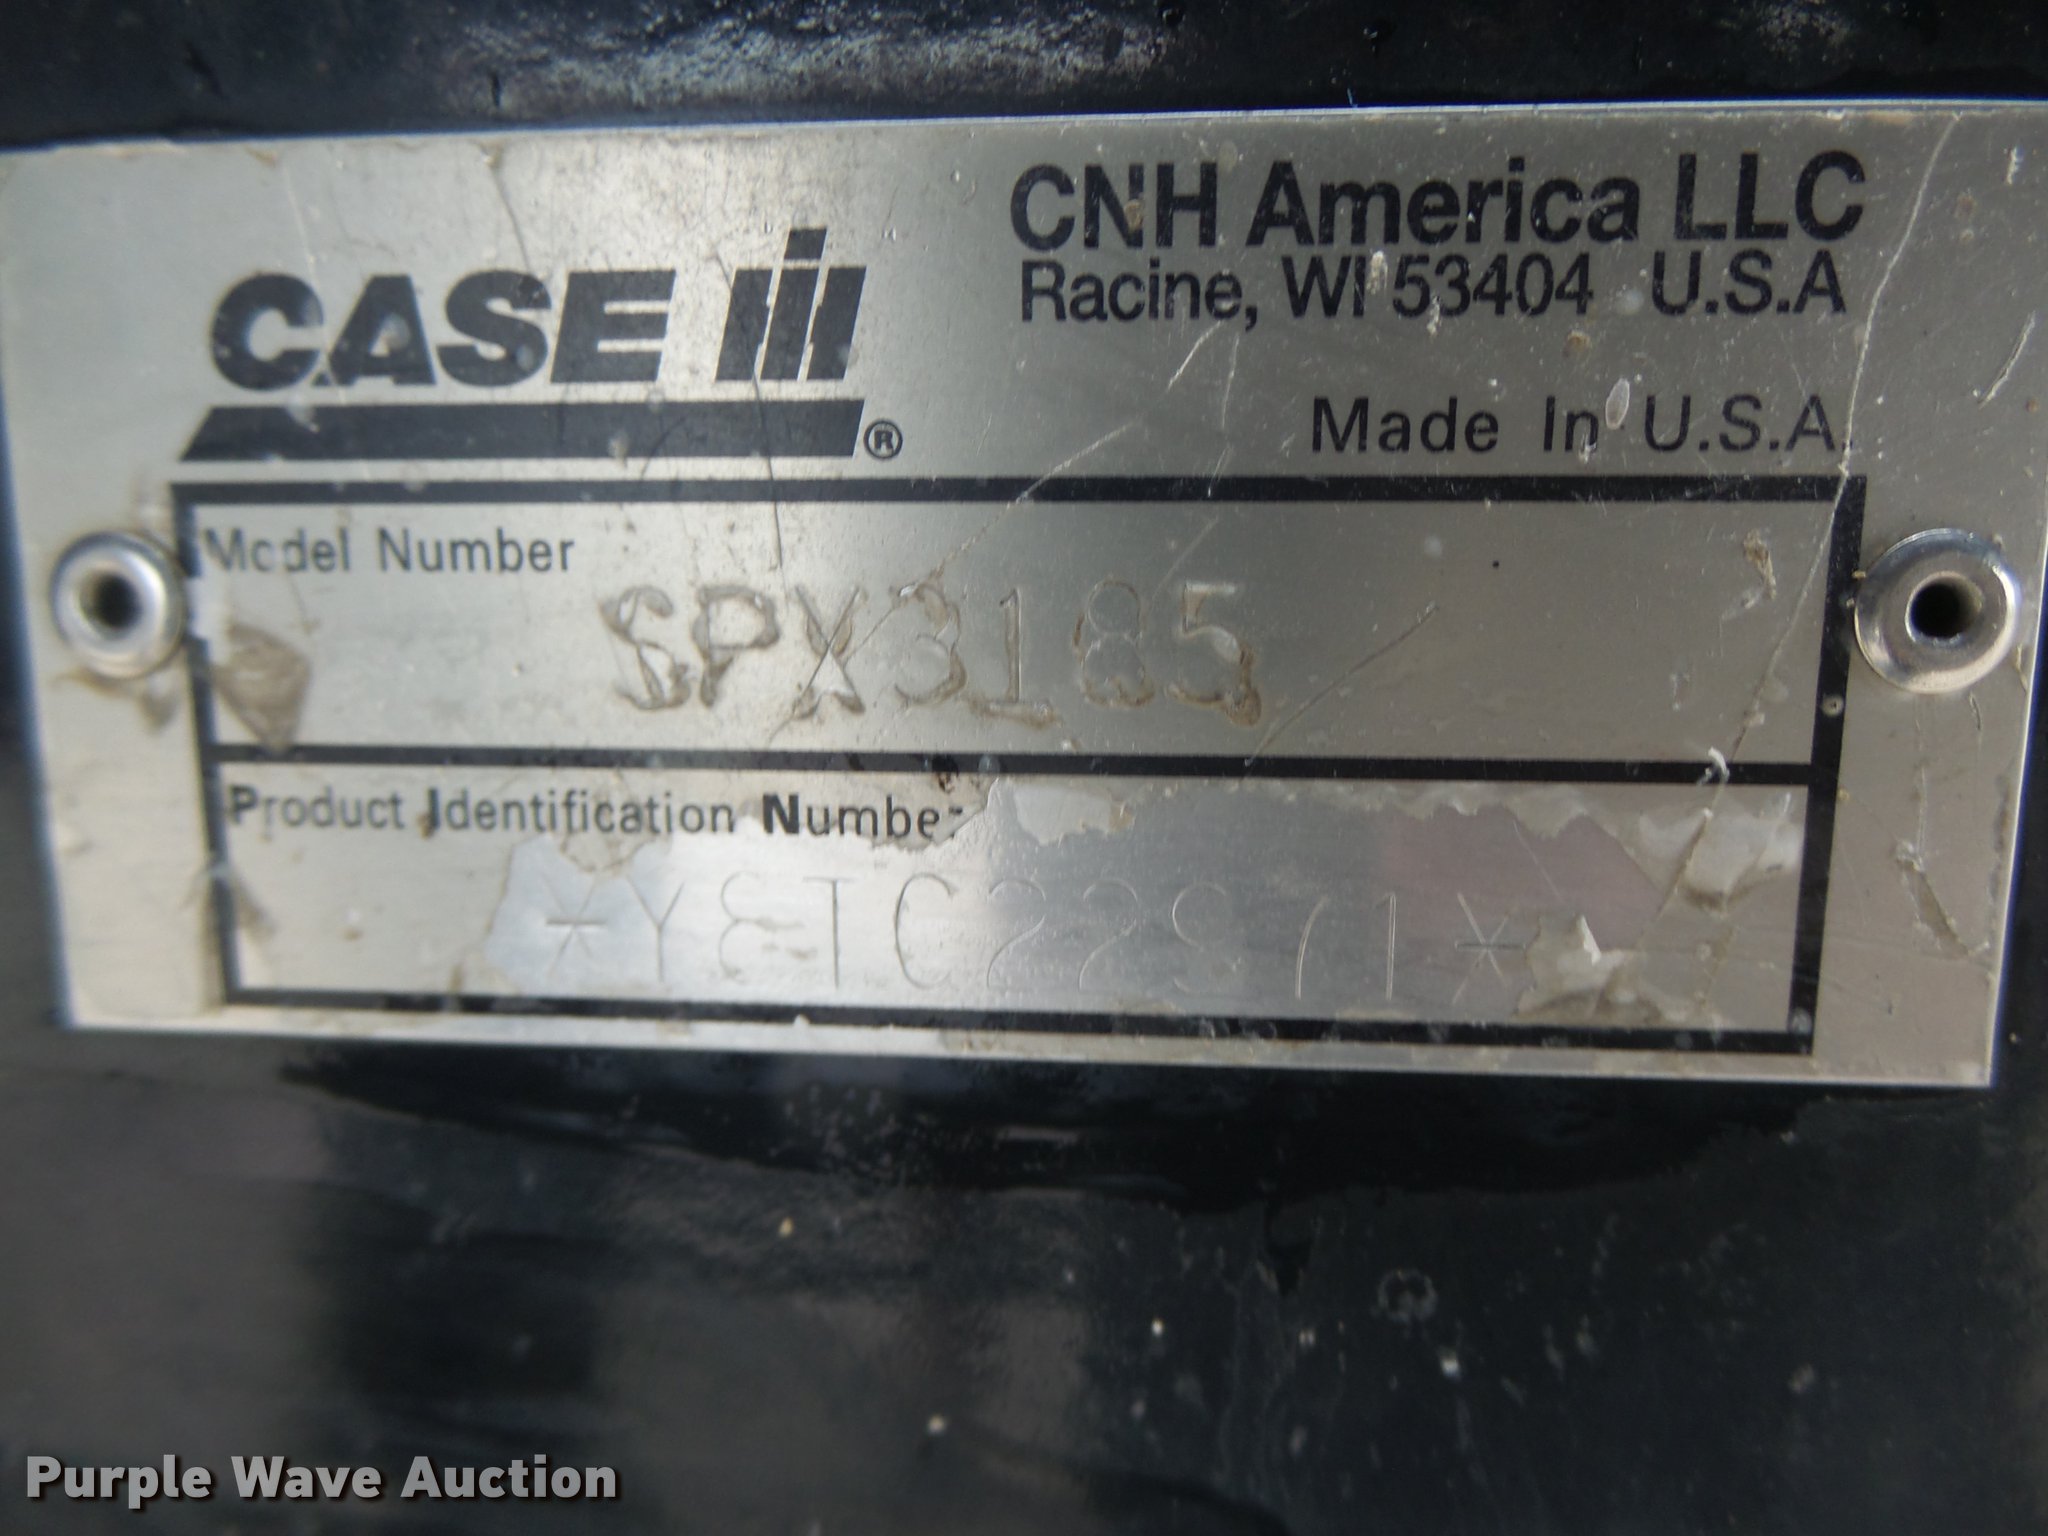 CASE IH ®
CNH America LLC
Racine, WI 53404 U.S.A
Made In U.S.A.
Model Number
SPX3185
Product Identification Number
Purple Wave Auction